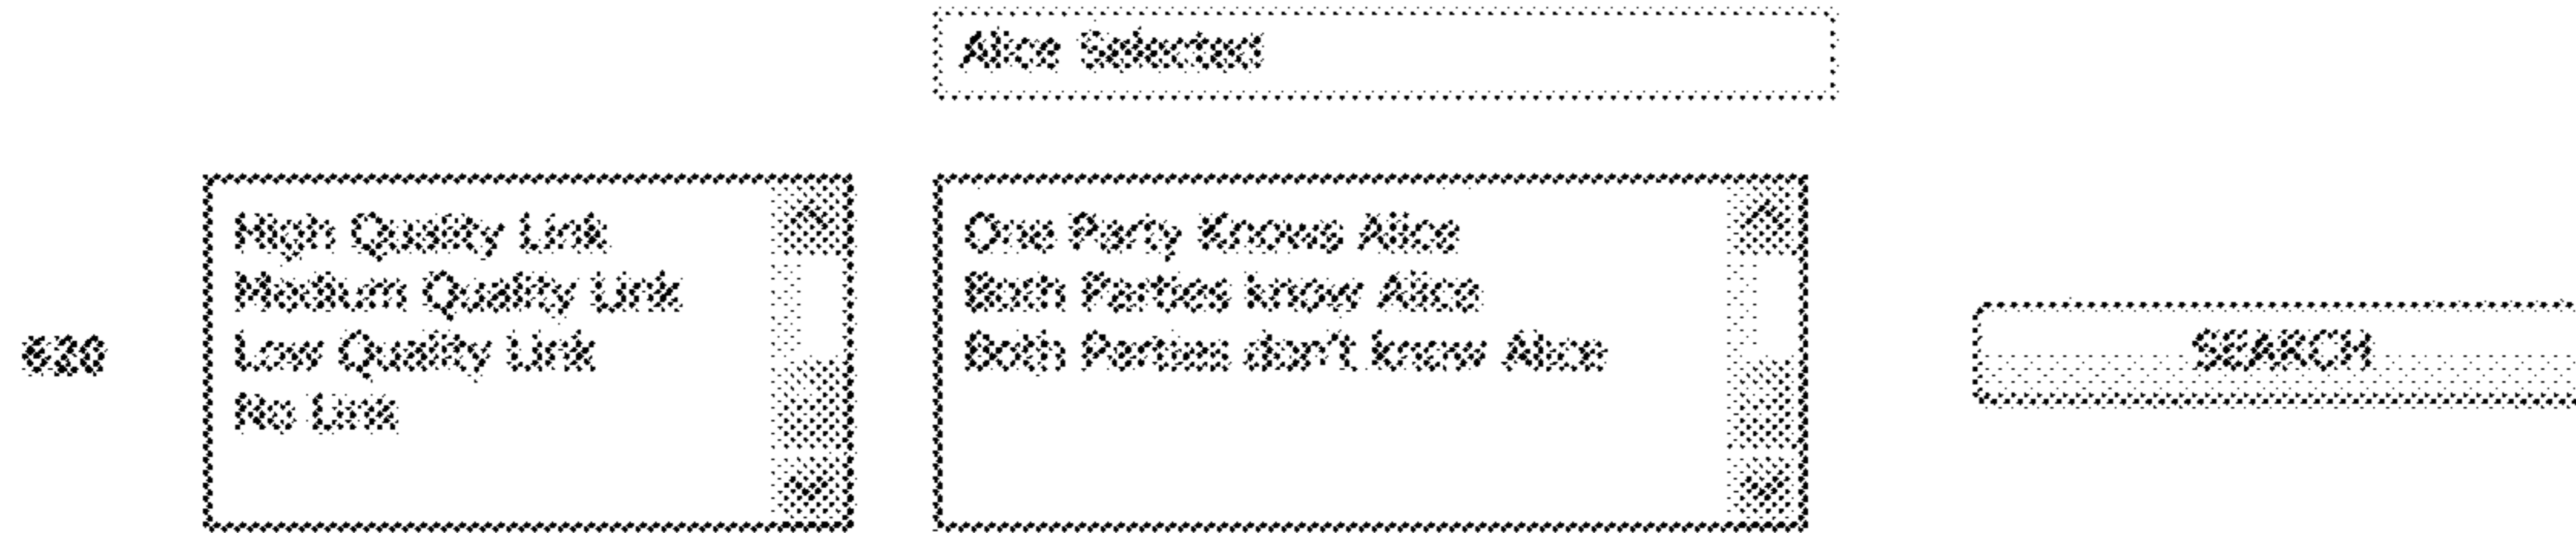 Alice Selected
High Quality Link
Medium Quality Link
Low Quality Link
No Link
One Party Knows Alice
Both Parties know Alice
Both Parties don't know Alice
630
SEARCH